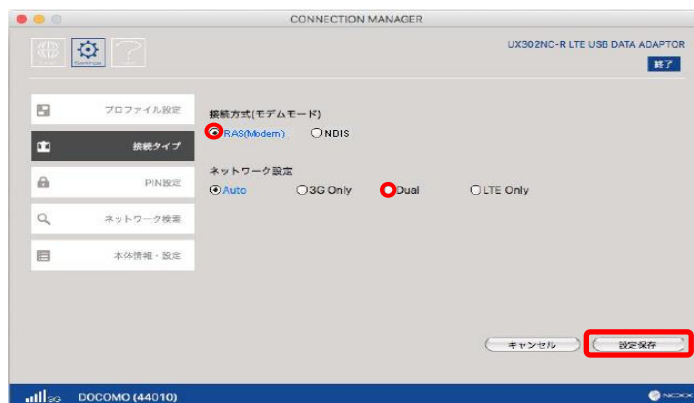 CONNECTION MANAGER
UX302NC-R LTE USB DATA ADAPTOR
終了
プロファイル設定
接続タイプ
PIN設定
ネットワーク検索
本体情報・設定
接続方式(モデムモード)
RAS(Modem) NDIS
ネットワーク設定
Auto 3G Only Dual LTE Only
キャンセル 設定保存
3G DOCOMO (44010)